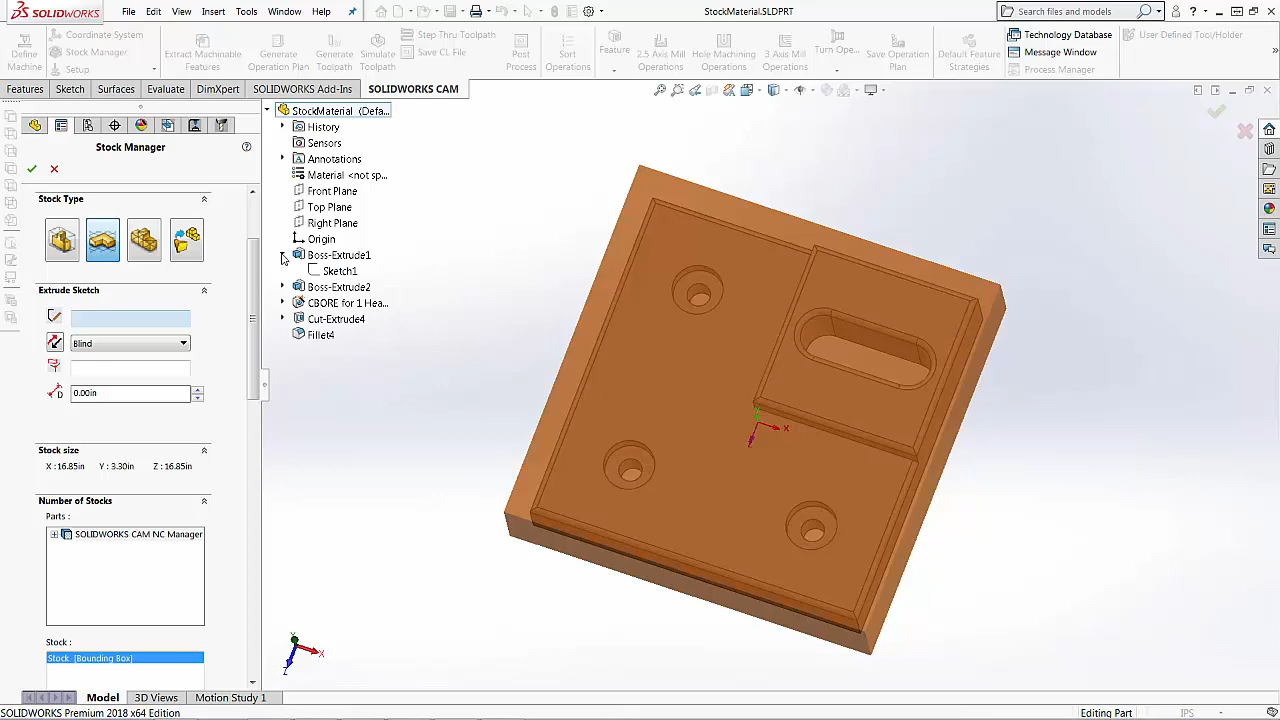 SOLIDWORKS
File
Edit
View
Insert
Tools
Window
Help
StockMaterial.SLDPRT
Search files and models
Define
Machine
Coordinate System
Stock Manager
Setup
Extract Machinable
Features
Generate
Operation Plan
Generate
Toolpath
Simulate
Toolpath
Step Thru Toolpath
Save CL File
Post
Process
Sort
Operations
Feature
2.5 Axis Mill
Operations
Hole Machining
Operations
3 Axis Mill
Operations
Turn Ope...
Save Operation
Plan
Default Feature
Strategies
Technology Database
Message Window
Process Manager
User Defined Tool/Holder
Features
Sketch
Surfaces
Evaluate
DimXpert
SOLIDWORKS Add-Ins
SOLIDWORKS CAM
Stock Manager
Stock Type
Extrude Sketch
Blind
D
0.00in
Stock size
X :16.85in Y : 3.30in Z :16.85in
Number of Stocks
Parts :
SOLIDWORKS CAM NC Manager
Stock :
Stock [Bounding Box]
StockMaterial (Defa...
History
Sensors
Annotations
Material <not sp...
Front Plane
Top Plane
Right Plane
Origin
Boss-Extrude1
Sketch1
Boss-Extrude2
CBORE for 1 Hea...
Cut-Extrude4
Fillet4
Y
X
Z
Y
X
Z
Model
3D Views
Motion Study 1
SOLIDWORKS Premium 2018 x64 Edition
Editing Part
IPS